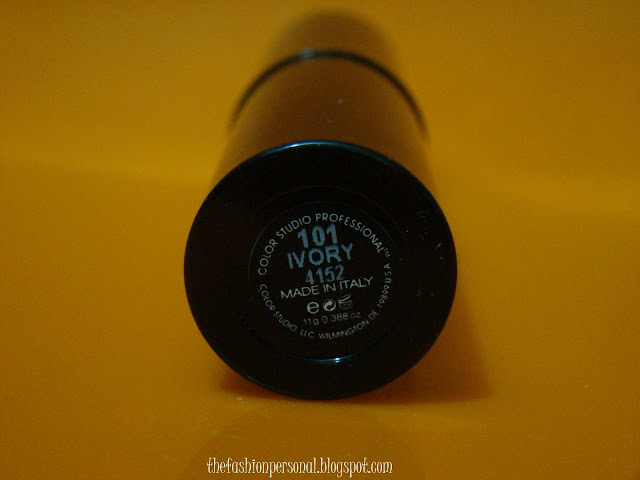 COLOR STUDIO PROFESSIONAL™
101
IVORY
4152
MADE IN ITALY
e
11g 0.388 oz
COLOR STUDIO, LLC WILMINGTON DE. 19899 U.S.A.
thefashionpersonal.blogspot.com